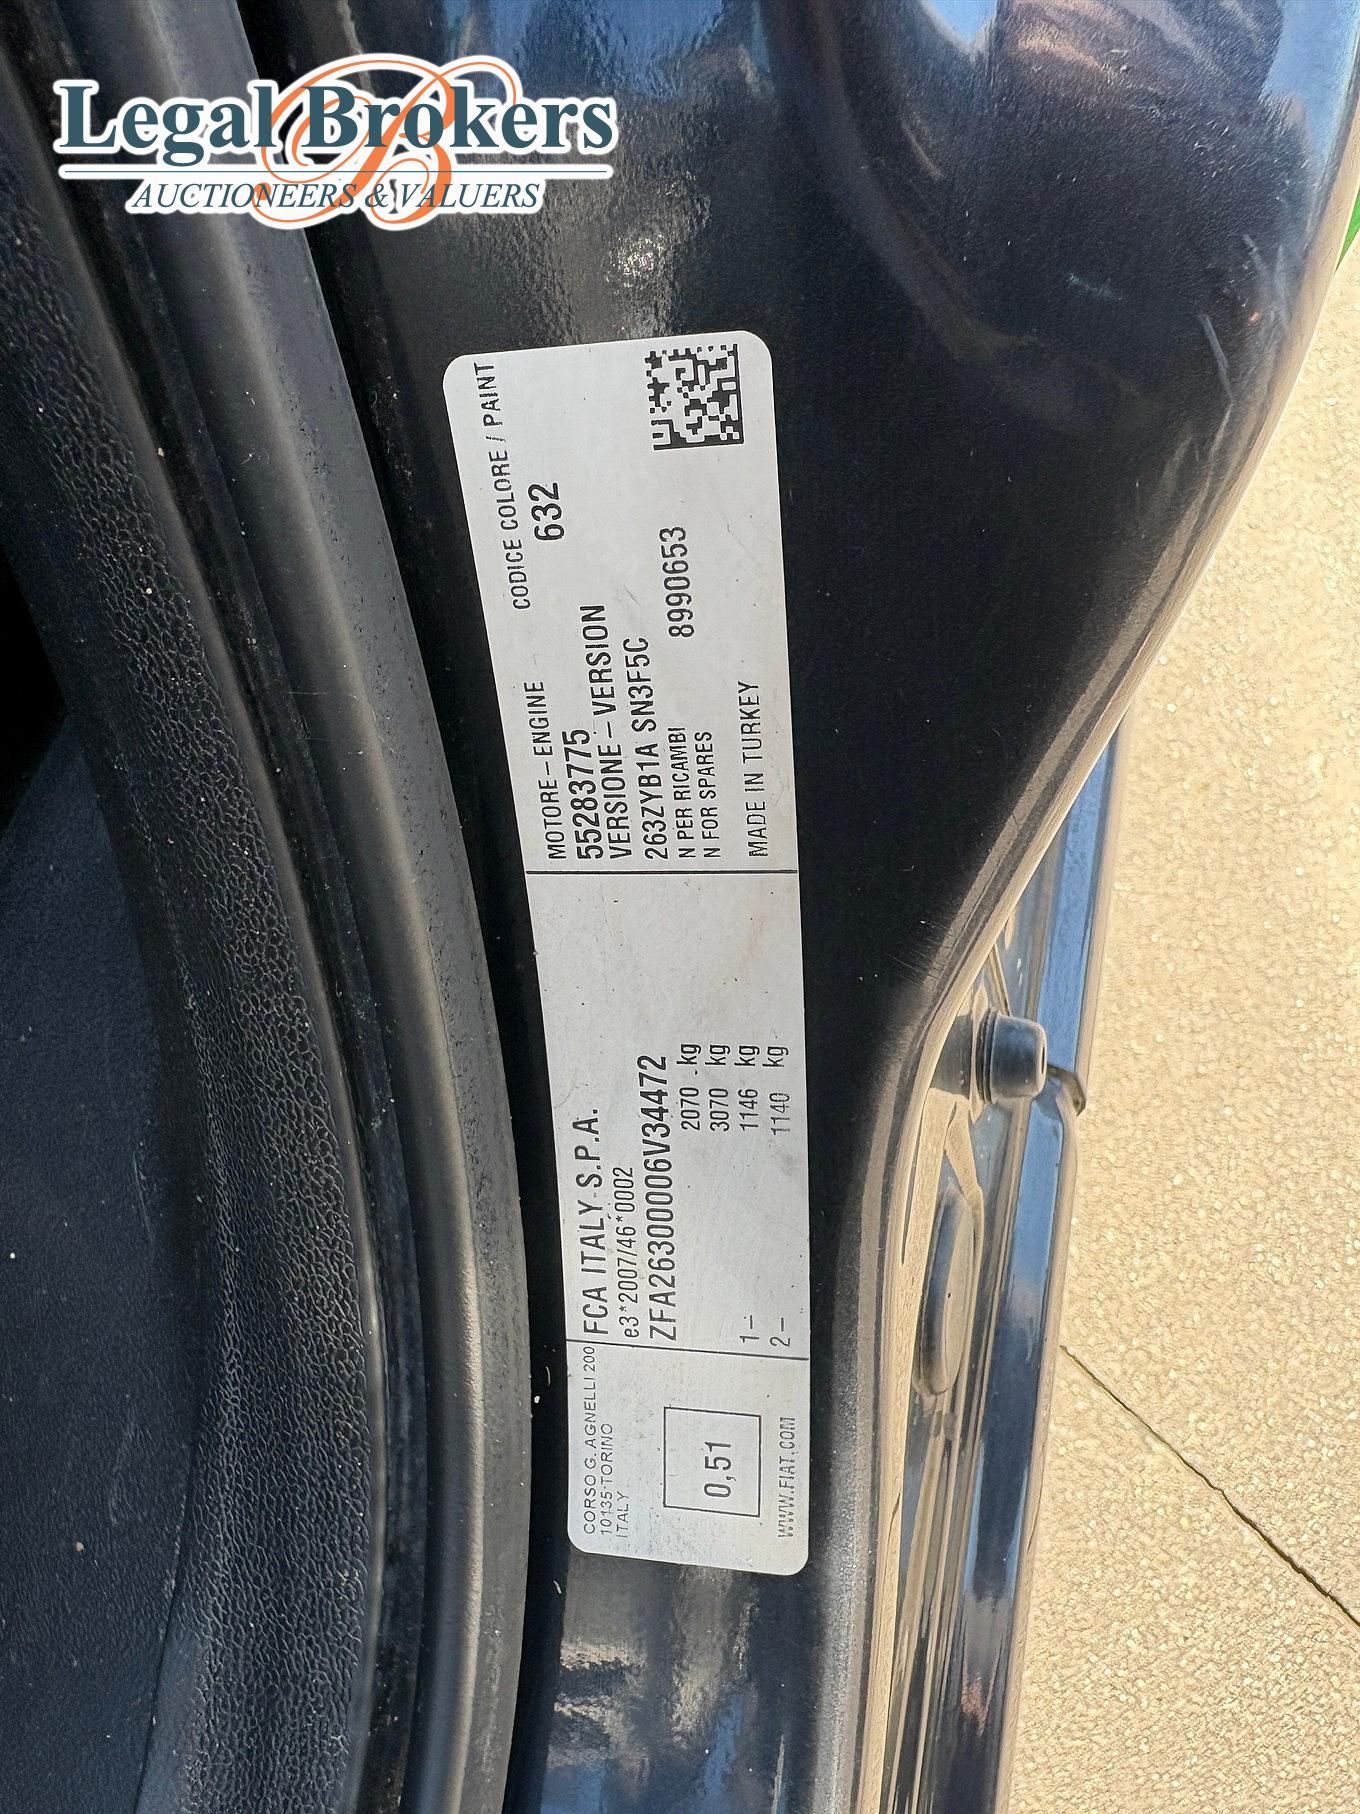 Legal Brokers
AUCTIONEERS & VALUERS
CORSO G. AGNELLI 200
10135-TORINO
ITALY
0,51
WWW.FIAT.COM
FCA ITALY S.P.A.
e3*2007/46*0002
ZFA26300006V34472
2070 kg
3070 kg
1– 1146 kg
2– 1140 kg
MOTORE–ENGINE
55283775
CODICE COLORE / PAINT
632
VERSIONE–VERSION
263ZYB1A SN3F5C
N PER RICAMBI
N FOR SPARES
8990653
MADE IN TURKEY